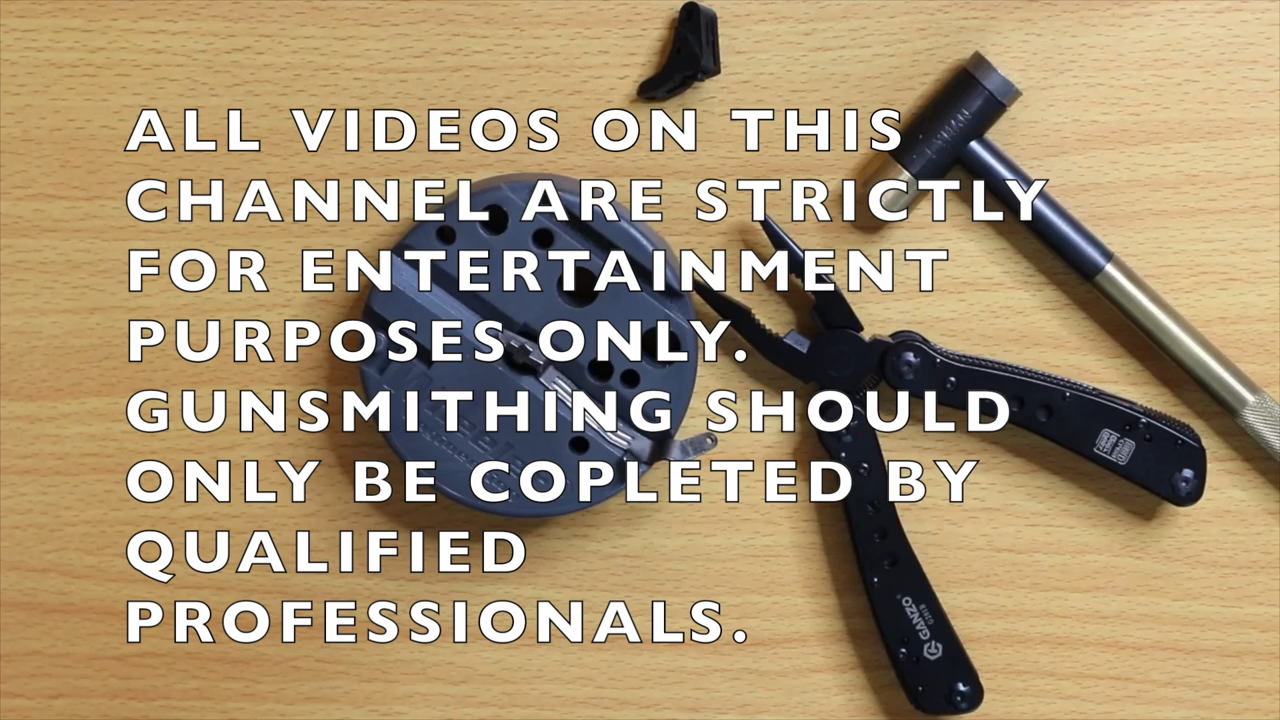 ALL VIDEOS ON THIS
CHANNEL ARE STRICTLY
FOR ENTERTAINMENT
PURPOSES ONLY.
GUNSMITHING SHOULD
ONLY BE COPLETED BY
QUALIFIED
PROFESSIONALS.
GANZO